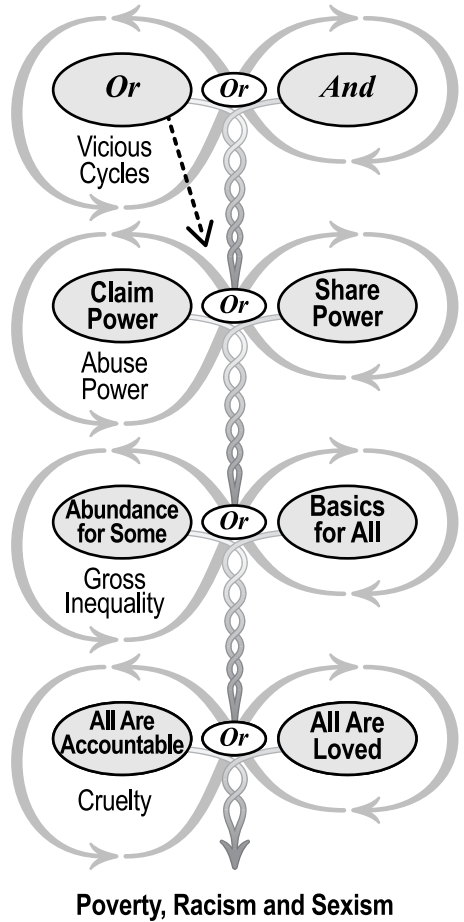 Or Or And
Vicious
Cycles
Claim
Power
Or
Share
Power
Abuse
Power
Abundance
for Some
Or
Basics
for All
Gross
Inequality
All Are
Accountable
Or
All Are
Loved
Cruelty
Poverty, Racism and Sexism